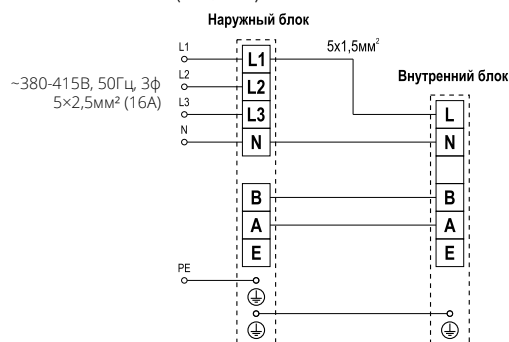 Наружный блок
L1
L1
5x1,5мм²
L2
L2
Внутренний блок
~380-415В, 50Гц, 3ф
5×2,5мм² (16А)
L3
L3
L
N
N
N
B
B
A
A
E
E
PE